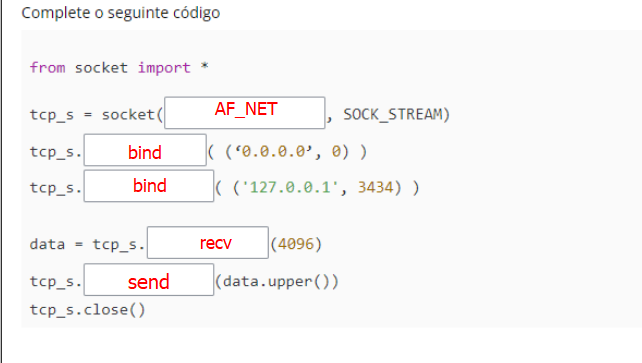 Complete o seguinte código
from socket import *
tcp_s = socket( AF_NET , SOCK_STREAM)
tcp_s. bind ( (‘0.0.0.0’, 0) )
tcp_s. bind ( ('127.0.0.1', 3434) )
data = tcp_s. recv (4096)
tcp_s. send (data.upper())
tcp_s.close()